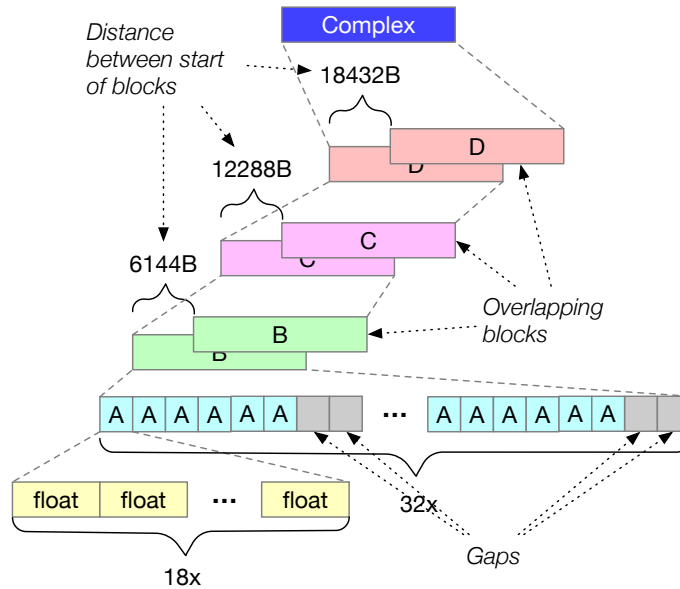 Complex
Distance
between start
of blocks
18432B
D
D
12288B
C
C
6144B
Overlapping
blocks
B
B
A A A A A A ... A A A A A A
float float ... float
32x
18x
Gaps